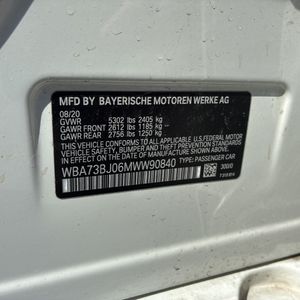 MFD BY BAYERISCHE MOTOREN WERKE AG
08/20
GVWR 5302 lbs 2405 kg
GAWR FRONT 2612 lbs 1185 kg
GAWR REAR 2756 lbs 1250 kg
THIS VEHICLE CONFORMS TO ALL APPLICABLE U.S. FEDERAL MOTOR
VEHICLE SAFETY, BUMPER, AND THEFT PREVENTION STANDARDS
IN EFFECT ON THE DATE OF MANUFACTURE SHOWN ABOVE.
WBA73BJ06MWW90840 TYPE: PASSENGER CAR
300/0